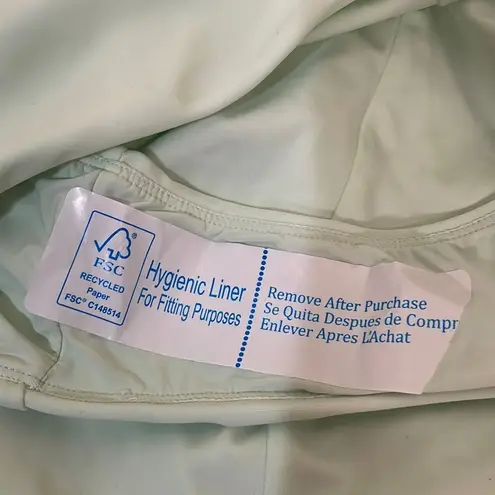 FSC
RECYCLED
Paper
FSC® C148514
Hygienic Liner
For Fitting Purposes
Remove After Purchase
Se Quita Despues de Compr
Enlever Apres L'Achat